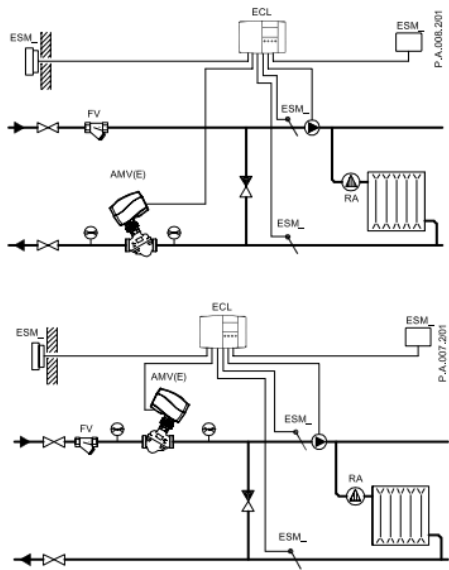 ECL
ESM_
ESM_
P.A.008.2/01
FV
ESM_
AMV(E)
RA
ESM_
ECL
ESM_
ESM_
P.A.007.2/01
AMV(E)
FV
ESM_
RA
ESM_